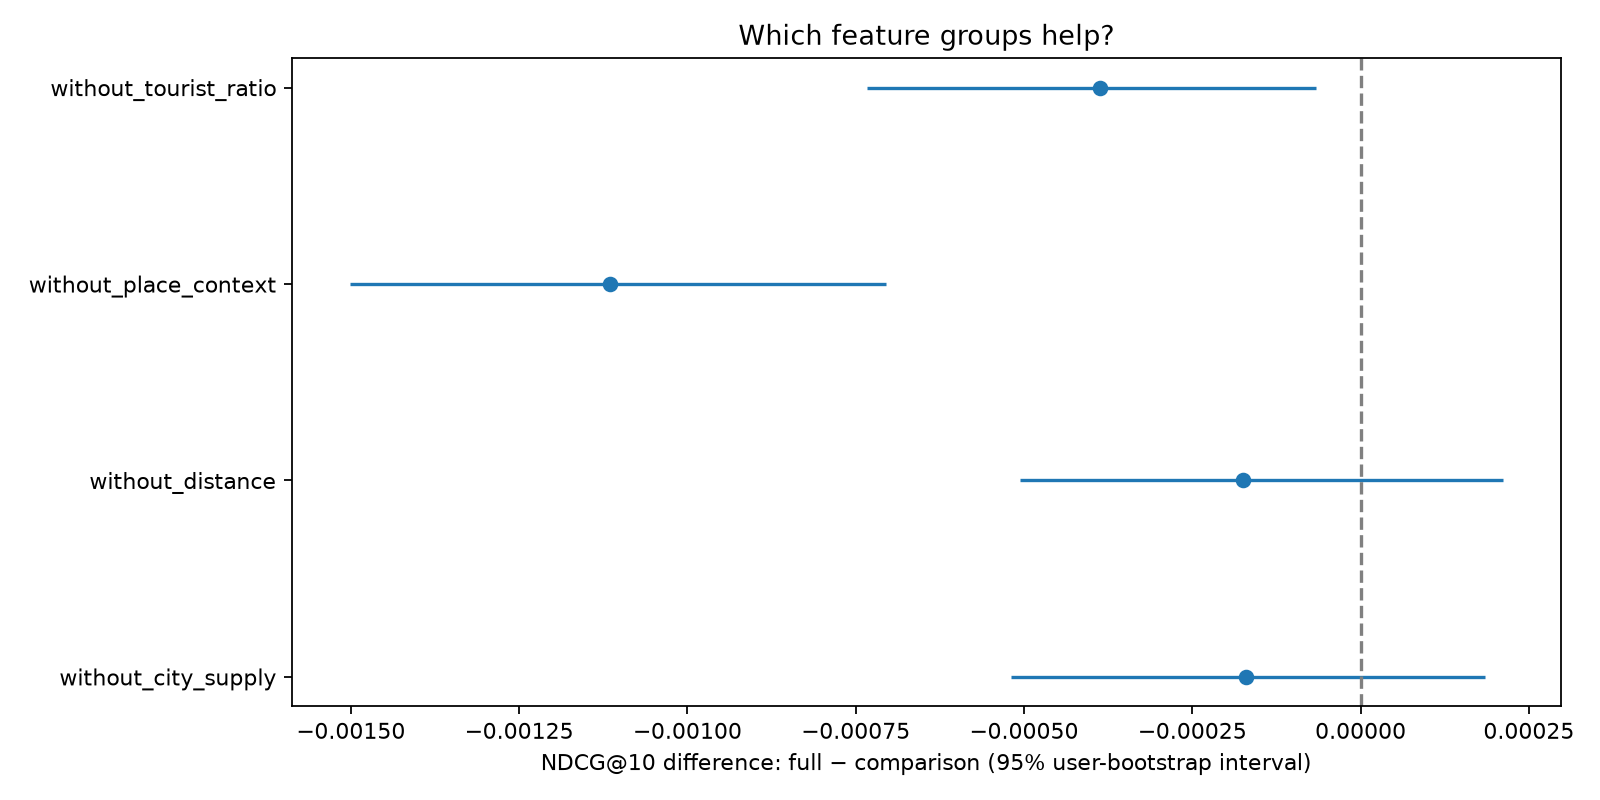 Which feature groups help?
without_tourist_ratio
without_place_context
without_distance
without_city_supply
−0.00150 −0.00125 −0.00100 −0.00075 −0.00050 −0.00025 0.00000 0.00025
NDCG@10 difference: full − comparison (95% user-bootstrap interval)